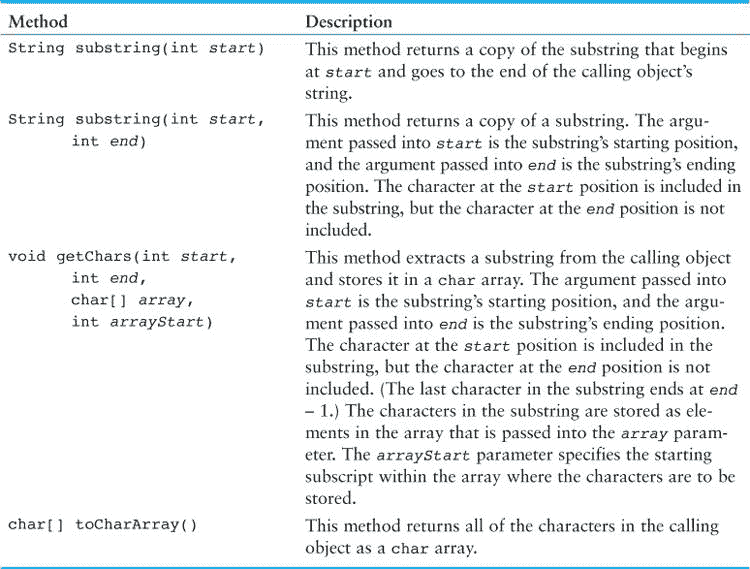 Method Description
String substring(int start) This method returns a copy of the substring that begins
at start and goes to the end of the calling object’s
string.
String substring(int start, This method returns a copy of a substring. The argu-
int end) ment passed into start is the substring’s starting position,
and the argument passed into end is the substring’s ending
position. The character at the start position is included in
the substring, but the character at the end position is not
included.
void getChars(int start, This method extracts a substring from the calling object
int end, and stores it in a char array. The argument passed into
char[] array, start is the substring’s starting position, and the argu-
int arrayStart) ment passed into end is the substring’s ending position.
The character at the start position is included in the
substring, but the character at the end position is not
included. (The last character in the substring ends at end
– 1.) The characters in the substring are stored as ele-
ments in the array that is passed into the array param-
eter. The arrayStart parameter specifies the starting
subscript within the array where the characters are to be
stored.
char[] toCharArray() This method returns all of the characters in the calling
object as a char array.